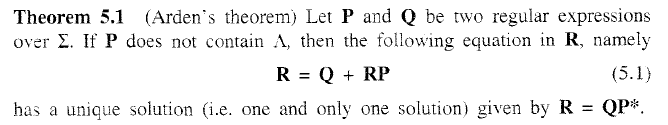 Theorem 5.1 (Arden's theorem) Let P and Q be two regular expressions
over Σ. If P does not contain Λ, then the following equation in R, namely
R = Q + RP (5.1)
has a unique solution (i.e. one and only one solution) given by R = QP*.